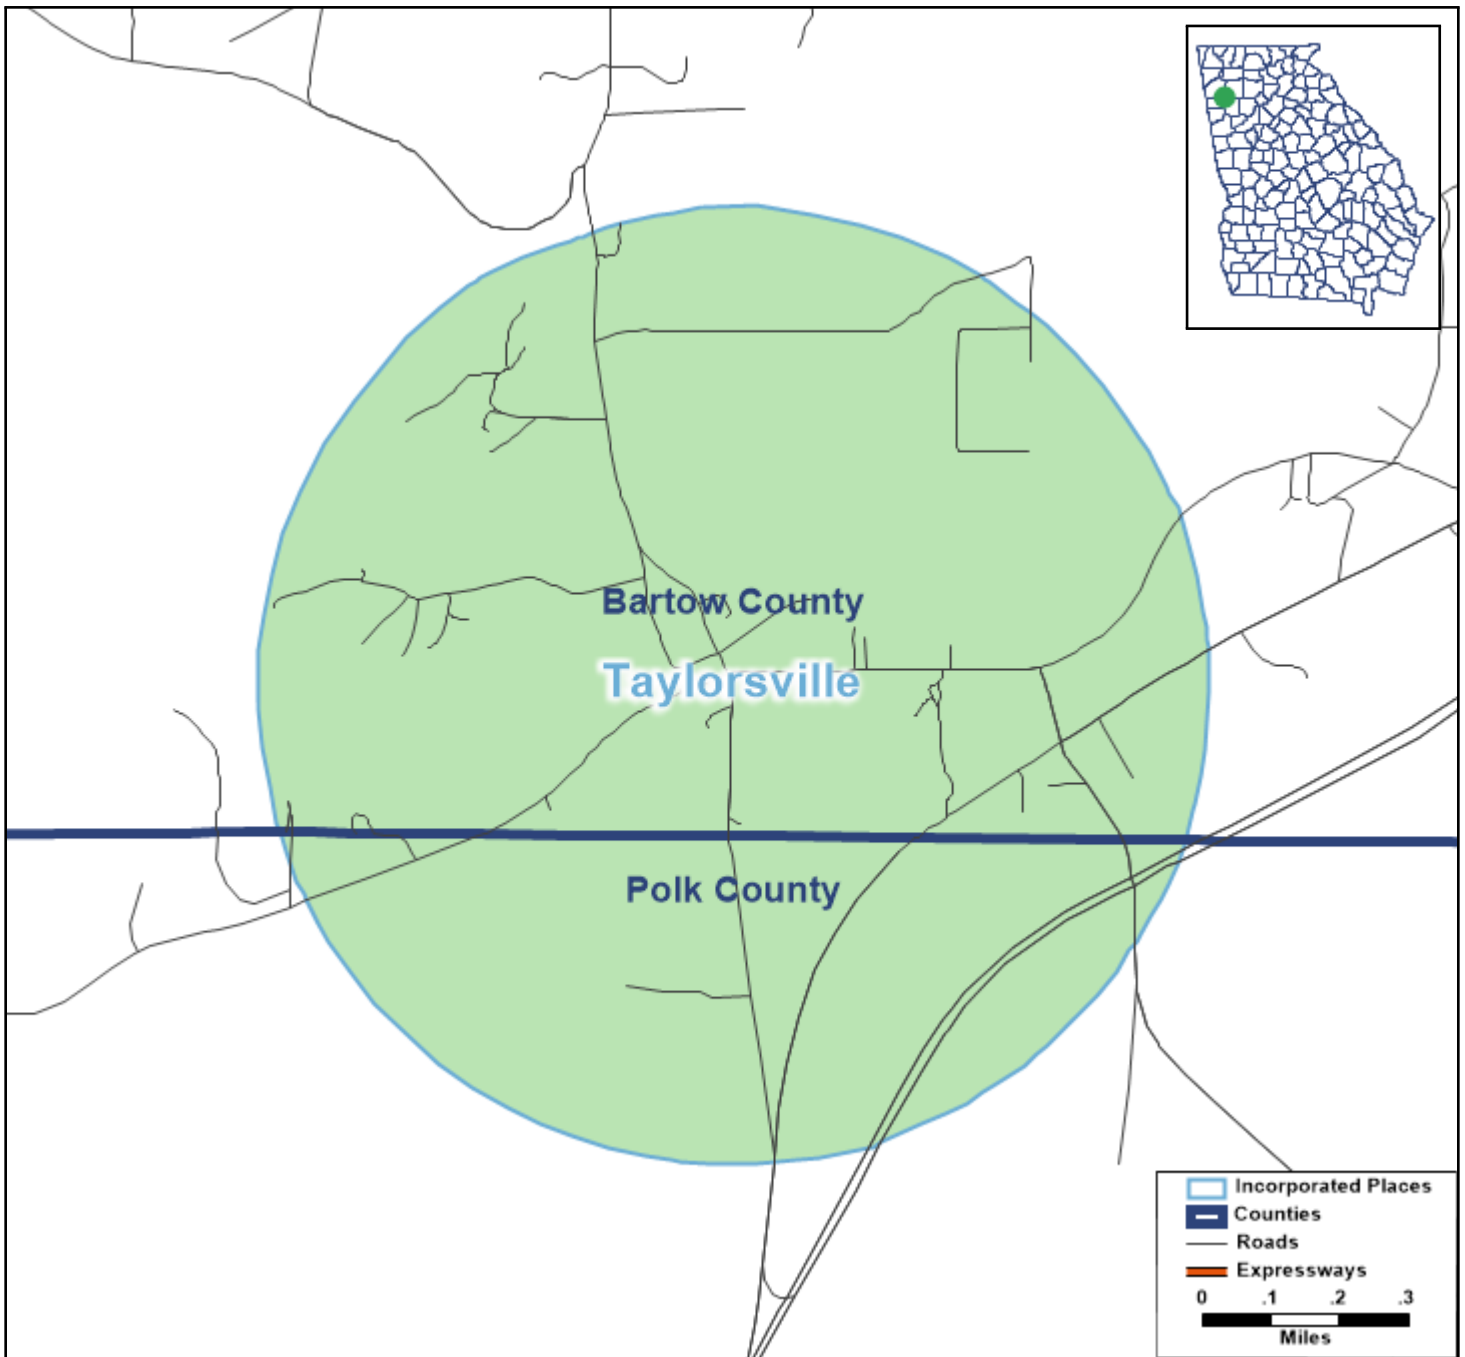 Bartow County
Taylorsville
Polk County
Incorporated Places
Counties
Roads
Expressways
0 .1 .2 .3
Miles